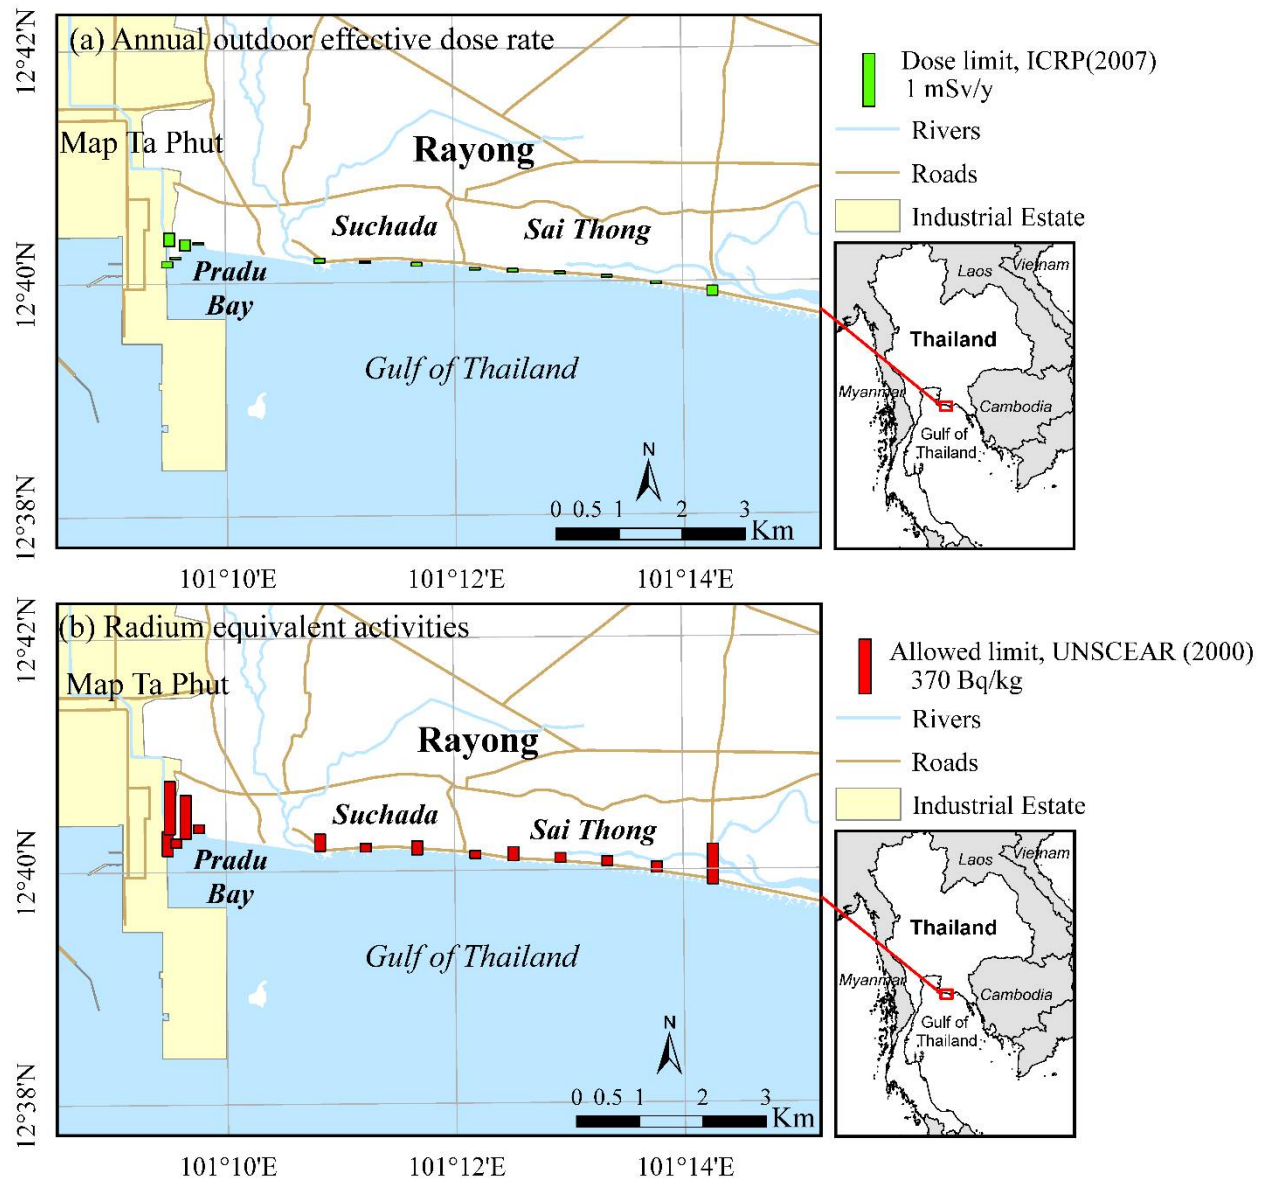 (a) Annual outdoor effective dose rate
12°42'N
12°40'N
12°38'N
Map Ta Phut
Rayong
Suchada
Sai Thong
Pradu
Bay
Gulf of Thailand
N
0 0.5 1 2 3
Km
101°10'E 101°12'E 101°14'E
Dose limit, ICRP(2007)
1 mSv/y
Rivers
Roads
Industrial Estate
Laos
Vietnam
Thailand
Myanmar
Cambodia
Gulf of
Thailand
(b) Radium equivalent activities
12°42'N
12°40'N
12°38'N
Map Ta Phut
Rayong
Suchada
Sai Thong
Pradu
Bay
Gulf of Thailand
N
0 0.5 1 2 3
Km
101°10'E 101°12'E 101°14'E
Allowed limit, UNSCEAR (2000)
370 Bq/kg
Rivers
Roads
Industrial Estate
Laos
Vietnam
Thailand
Myanmar
Cambodia
Gulf of
Thailand